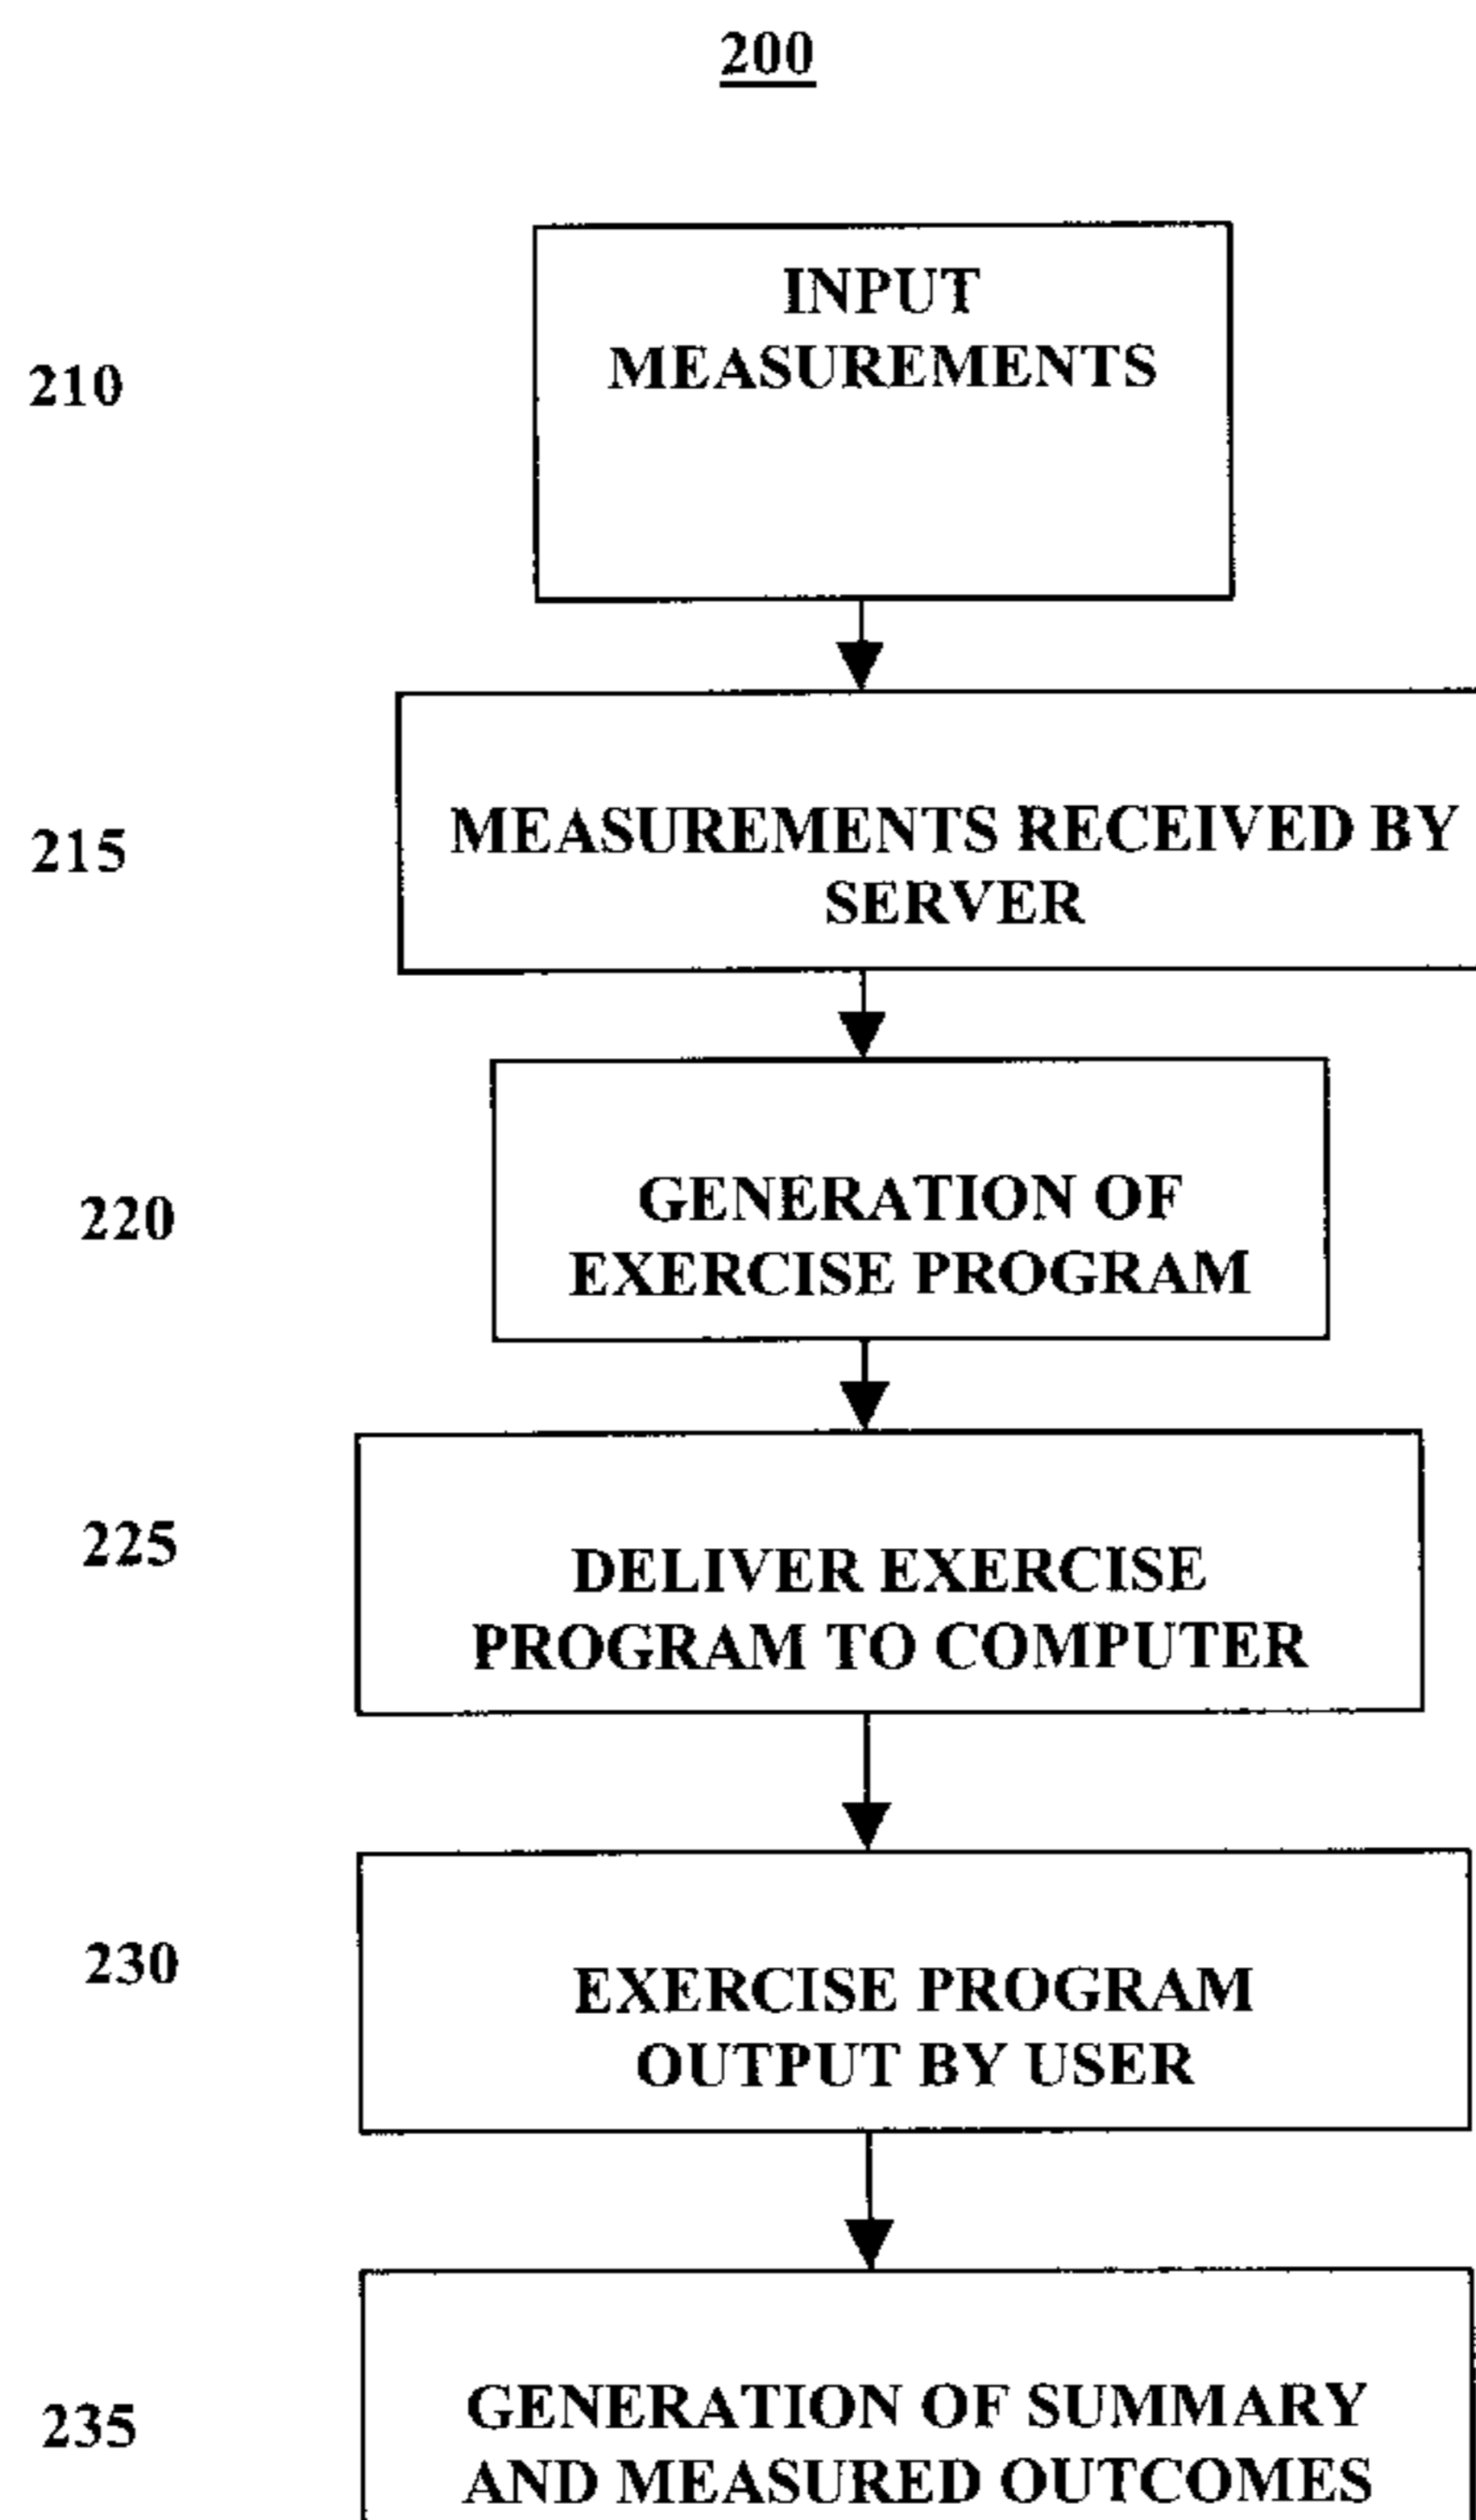 200
210
INPUT
MEASUREMENTS
215
MEASUREMENTS RECEIVED BY
SERVER
220
GENERATION OF
EXERCISE PROGRAM
225
DELIVER EXERCISE
PROGRAM TO COMPUTER
230
EXERCISE PROGRAM
OUTPUT BY USER
235
GENERATION OF SUMMARY
AND MEASURED OUTCOMES